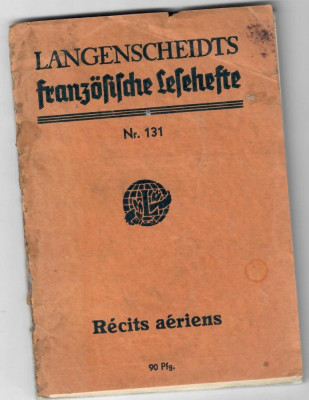 LANGENSCHEIDTS
französische Lesehefte
Nr. 131
L
Récits aériens
90 Pfg.